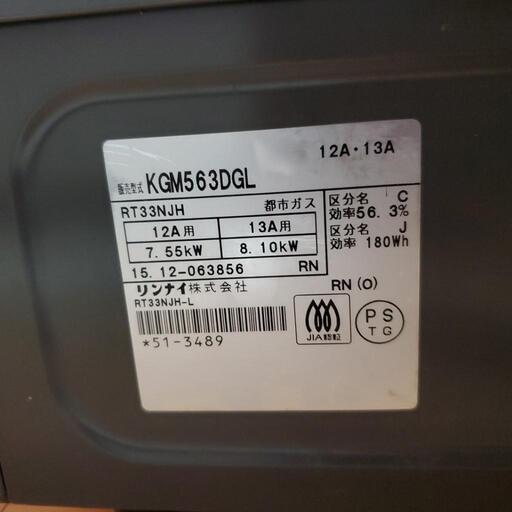 12A・13A
販売型式 KGM563DGL
RT33NJH 都市ガス
12A用 13A用
7.55kW 8.10kW
区分名 C
効率56.3%
区分名 J
効率 180Wh
15.12-063856 RN
リンナイ株式会社 RN(O)
RT33NJH-L
*51-3489
JIA認証
PS
TG